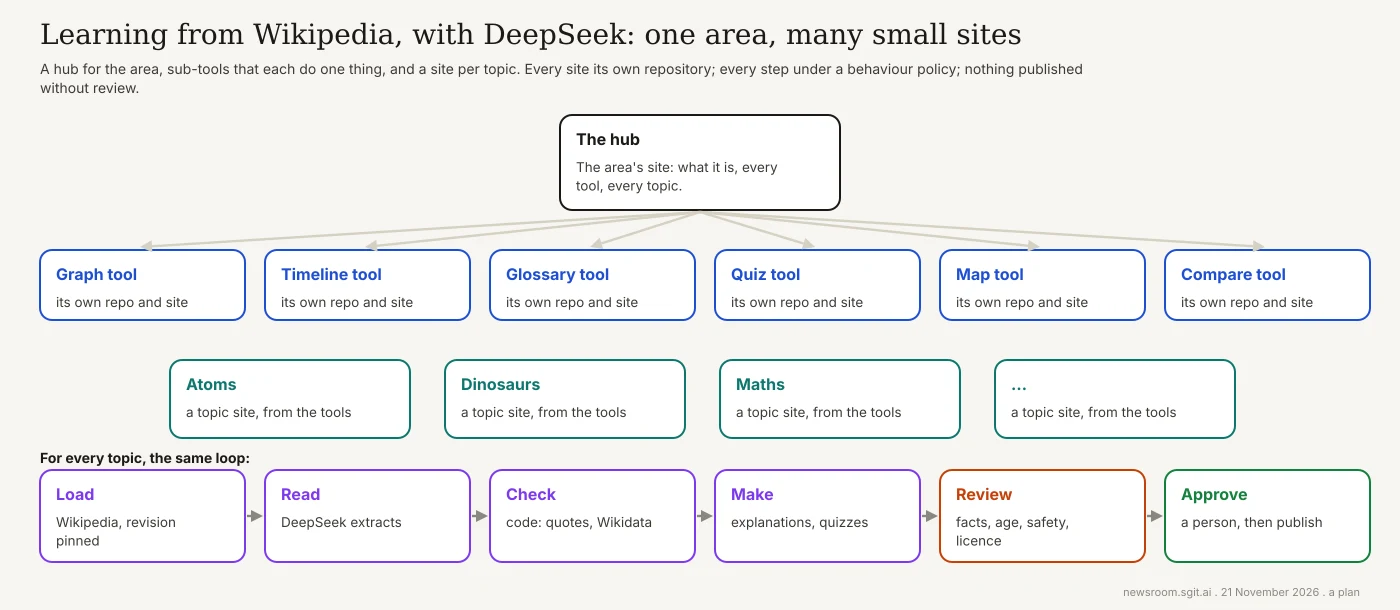 Learning from Wikipedia, with DeepSeek: one area, many small sites
A hub for the area, sub-tools that each do one thing, and a site per topic. Every site its own repository; every step under a behaviour policy; nothing published
without review.
The hub
The area's site: what it is, every
tool, every topic.
Graph tool
its own repo and site
Timeline tool
its own repo and site
Glossary tool
its own repo and site
Quiz tool
its own repo and site
Map tool
its own repo and site
Compare tool
its own repo and site
Atoms
a topic site, from the tools
Dinosaurs
a topic site, from the tools
Maths
a topic site, from the tools
...
a topic site, from the tools
For every topic, the same loop:
Load
Wikipedia, revision
pinned
Read
DeepSeek extracts
Check
code: quotes, Wikidata
Make
explanations, quizzes
Review
facts, age, safety,
licence
Approve
a person, then publish
newsroom.sgit.ai . 21 November 2026 . a plan